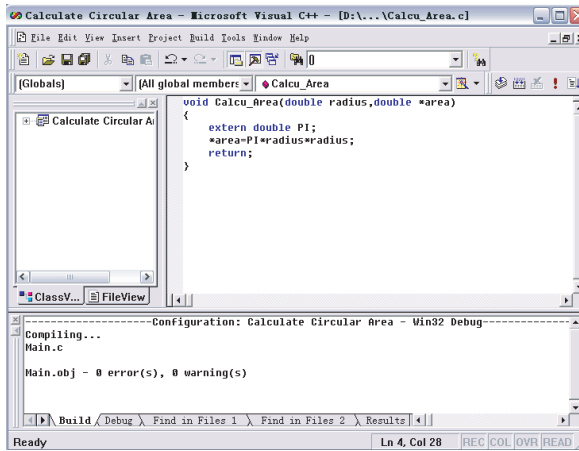 Calculate Circular Area - Microsoft Visual C++ - [D:\...\Calcu_Area.c]
File Edit View Insert Project Build Tools Window Help
0
(Globals) (All global members Calcu_Area
void Calcu_Area(double radius,double *area)
{
extern double PI;
*area=PI*radius*radius;
return;
}
Calculate Circular A
ClassV... FileView
--------------------Configuration: Calculate Circular Area - Win32 Debug--------------------
Compiling...
Main.c
Main.obj - 0 error(s), 0 warning(s)
Build Debug Find in Files 1 Find in Files 2 Results
Ready Ln 4, Col 28 REC COL OVR READ